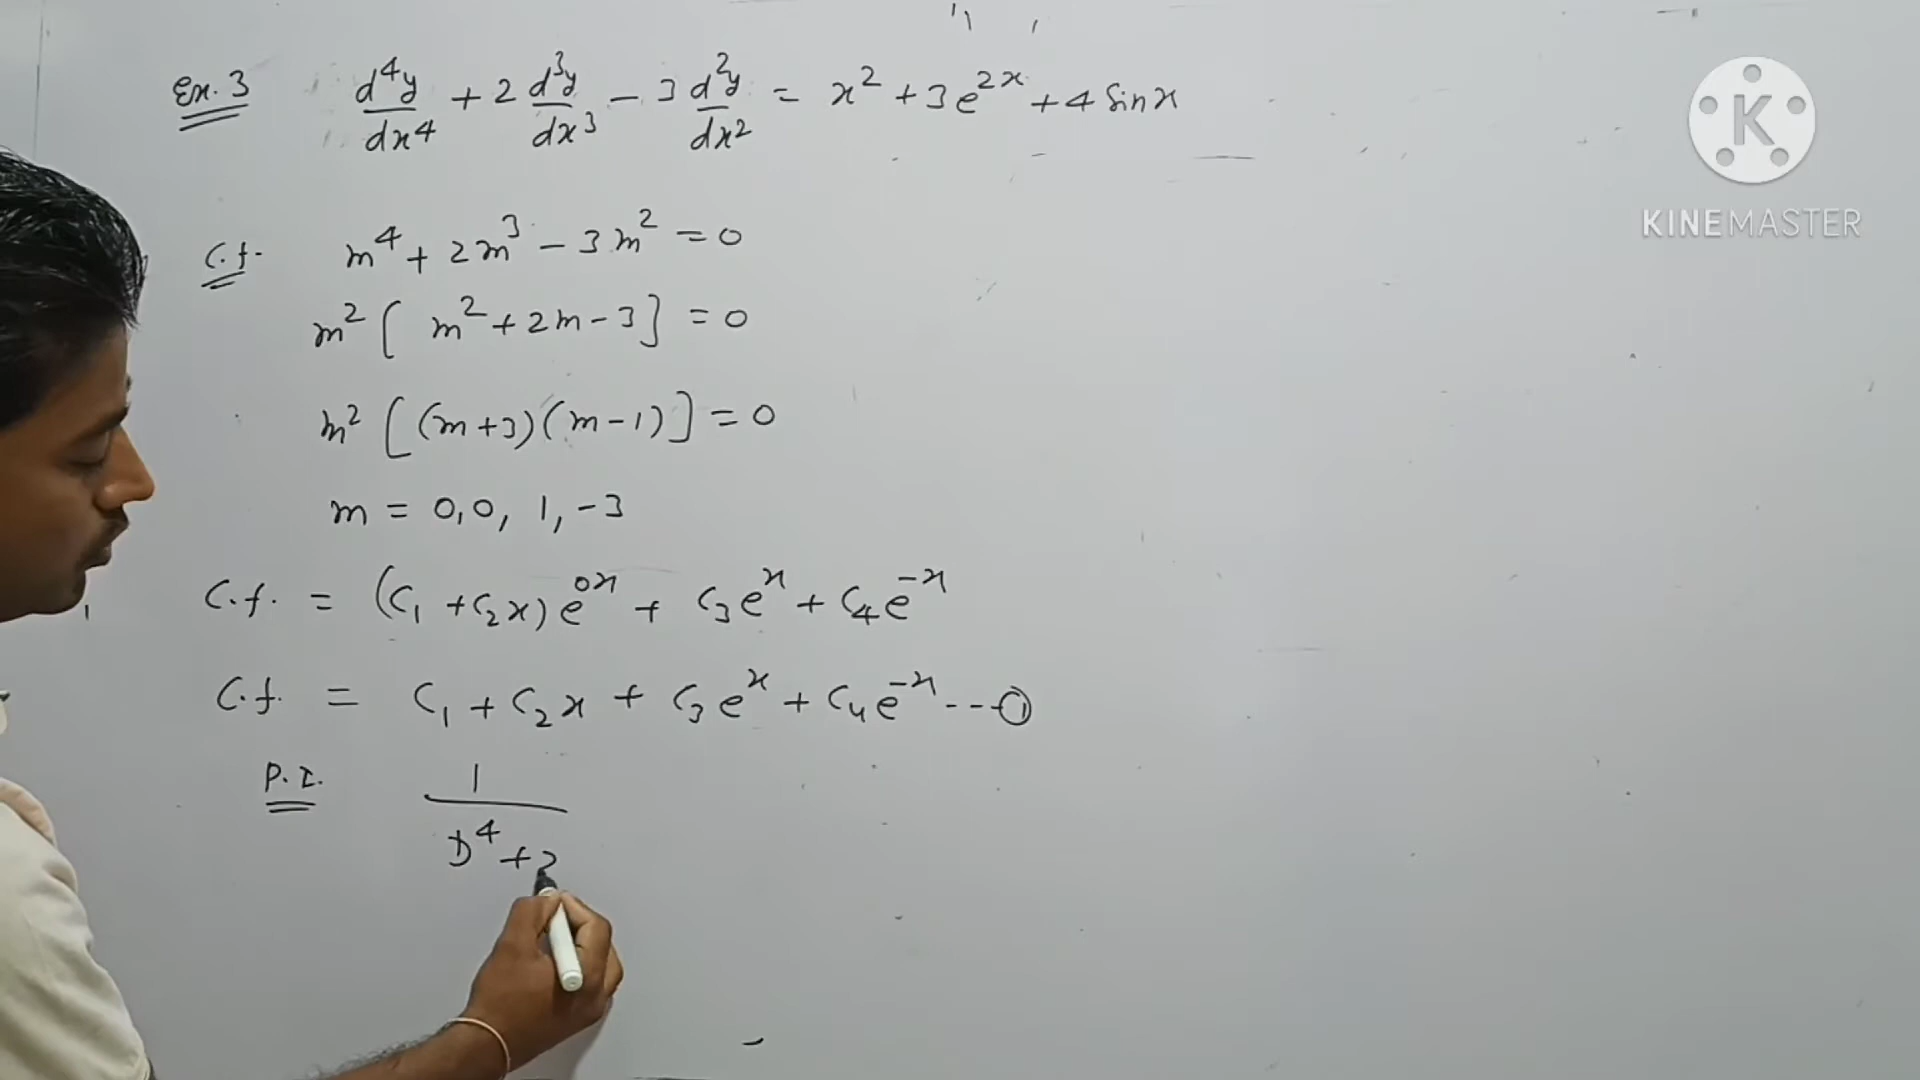 Ex. 3 d⁴y/dx⁴ + 2 d³y/dx³ - 3 d²y/dx² = x² + 3e²ˣ + 4 Sin x
K
KINEMASTER
C.f. m⁴ + 2m³ - 3m² = 0
m² [ m² + 2m - 3 ] = 0
m² [ (m+3) (m-1) ] = 0
m = 0, 0, 1, -3
C.f. = (C₁ + C₂x) e⁰ˣ + C₃eˣ + C₄e⁻ˣ
C.f. = C₁ + C₂x + C₃eˣ + C₄e⁻ˣ --- ①
P.I. 1/(D⁴ + 2